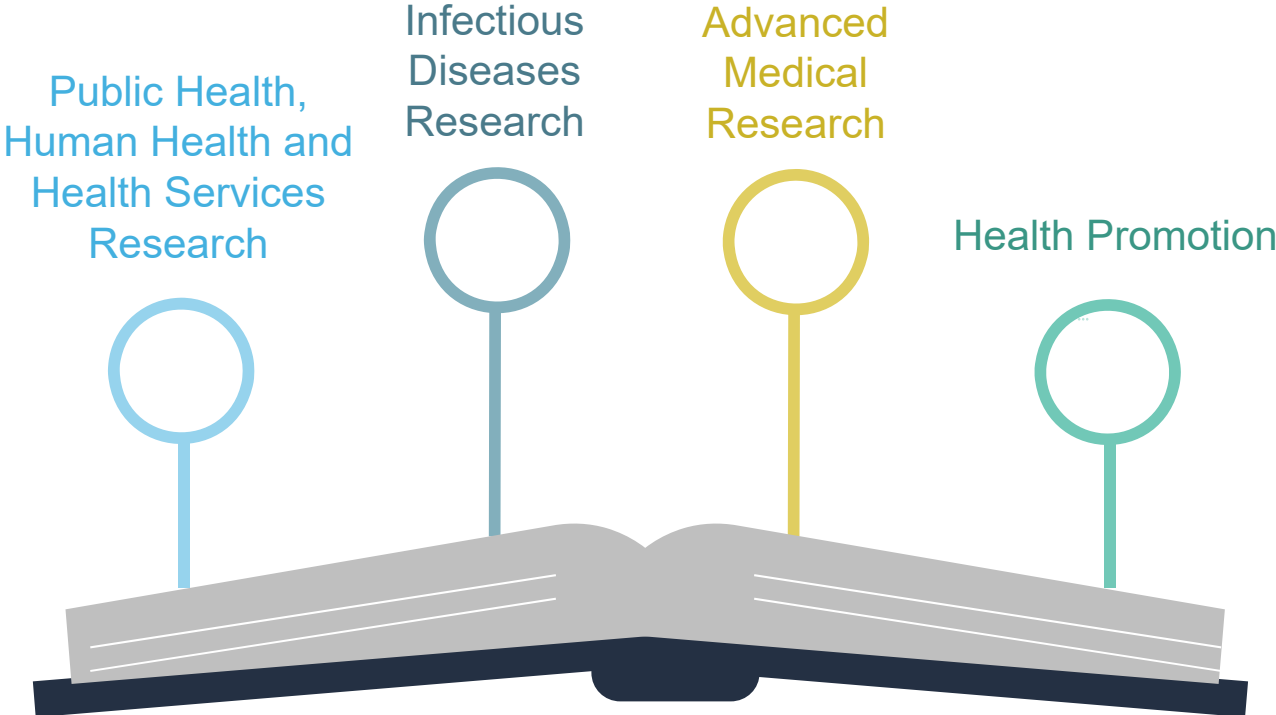 Public Health,
Human Health and
Health Services
Research
Infectious
Diseases
Research
Advanced
Medical
Research
Health Promotion